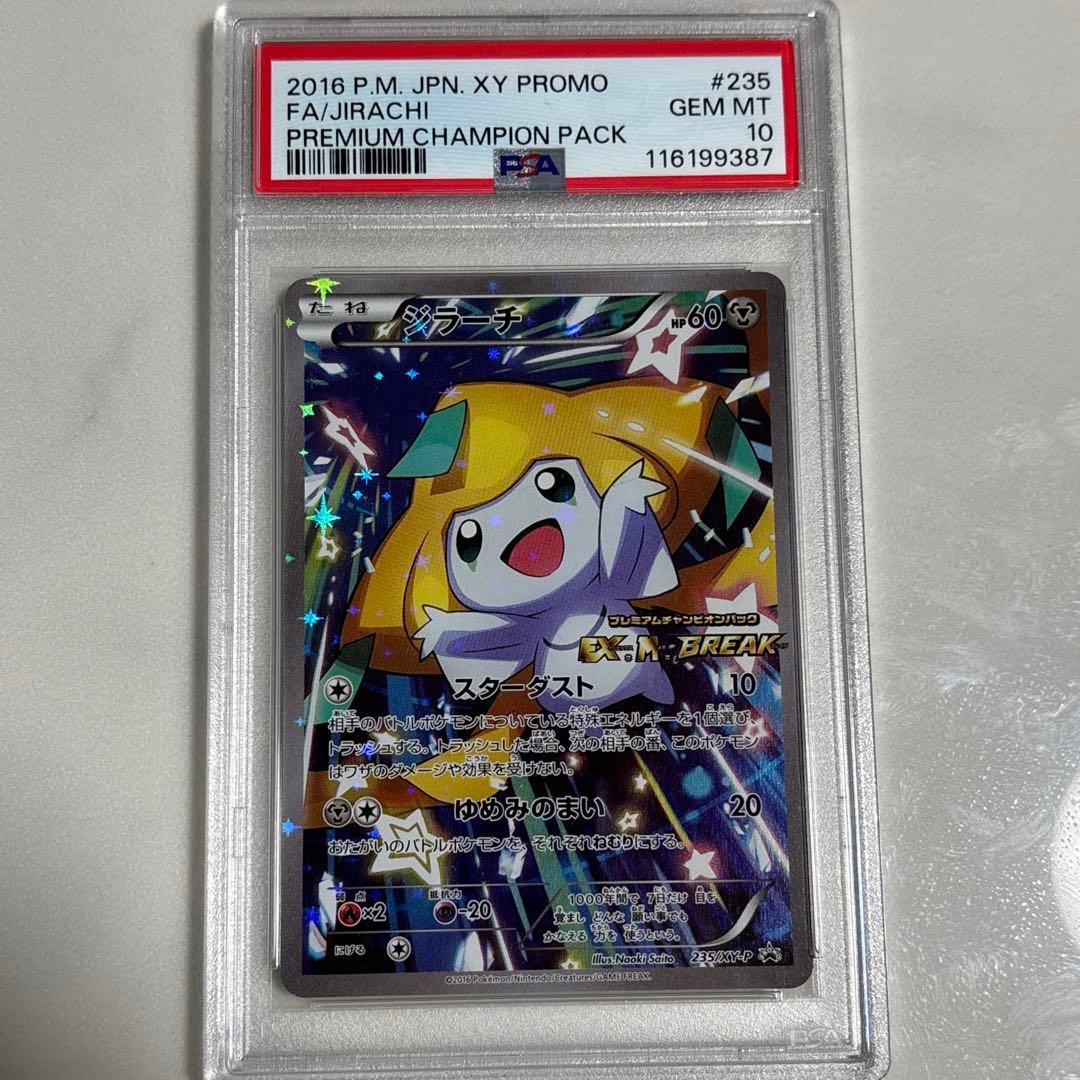 2016 P.M. JPN. XY PROMO #235
FA/JIRACHI GEM MT
PREMIUM CHAMPION PACK 10
PSA 116199387
たね ジラーチ HP60
プレミアムチャンピオンパック
EX×M×BREAK
スターダスト 10
相手のバトルポケモンについている特殊エネルギーを1個選び、
トラッシュする。トラッシュした場合、次の相手の番、このポケモン
はワザのダメージや効果を受けない。
ゆめみのまい 20
おたがいのバトルポケモンを、それぞれねむりにする。
弱点 抵抗力
×2 -20
1000年間で 7日だけ 目を
覚まし どんな 願い事でも
かなえる 力を 使うという。
にげる
Illus. Naoki Saito 235/XY-P
©2016 Pokémon/Nintendo/Creatures/GAME FREAK.
PSA